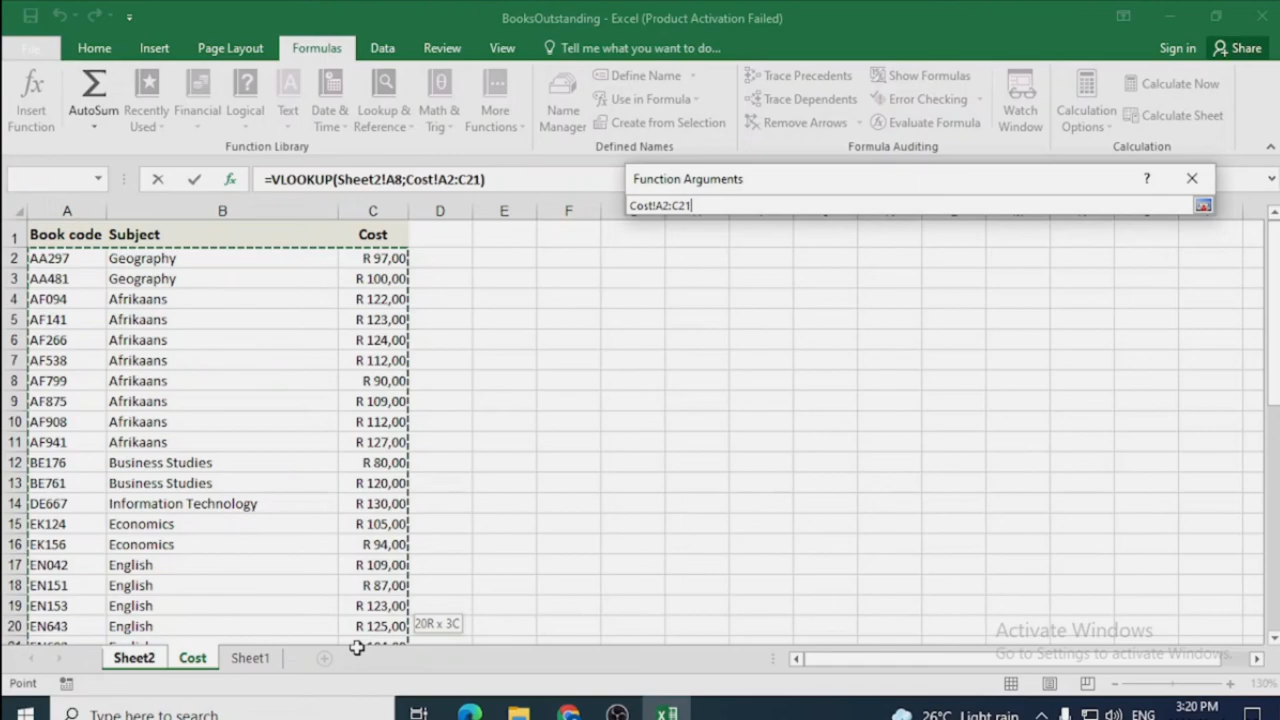 BooksOutstanding - Excel (Product Activation Failed)
File Home Insert Page Layout Formulas Data Review View Tell me what you want to do... Sign in Share
Insert Function
AutoSum
Recently Used
Financial
Logical
Text
Date & Time
Lookup & Reference
Math & Trig
More Functions
Function Library
Name Manager
Define Name
Use in Formula
Create from Selection
Defined Names
Trace Precedents
Trace Dependents
Remove Arrows
Show Formulas
Error Checking
Evaluate Formula
Formula Auditing
Watch Window
Calculation Options
Calculate Now
Calculate Sheet
Calculation
=VLOOKUP(Sheet2!A8;Cost!A2:C21)
Function Arguments
Cost!A2:C21
A B C D E F
1 Book code Subject Cost
2 AA297 Geography R 97,00
3 AA481 Geography R 100,00
4 AF094 Afrikaans R 122,00
5 AF141 Afrikaans R 123,00
6 AF266 Afrikaans R 124,00
7 AF538 Afrikaans R 112,00
8 AF799 Afrikaans R 90,00
9 AF875 Afrikaans R 109,00
10 AF908 Afrikaans R 112,00
11 AF941 Afrikaans R 127,00
12 BE176 Business Studies R 80,00
13 BE761 Business Studies R 120,00
14 DE667 Information Technology R 130,00
15 EK124 Economics R 105,00
16 EK156 Economics R 94,00
17 EN042 English R 109,00
18 EN151 English R 87,00
19 EN153 English R 123,00
20 EN643 English R 125,00
20R x 3C
Activate Windows
Go to Settings to activate Windows.
Sheet2 Cost Sheet1
Point 130%
Type here to search
26°C Light rain ENG 3:20 PM